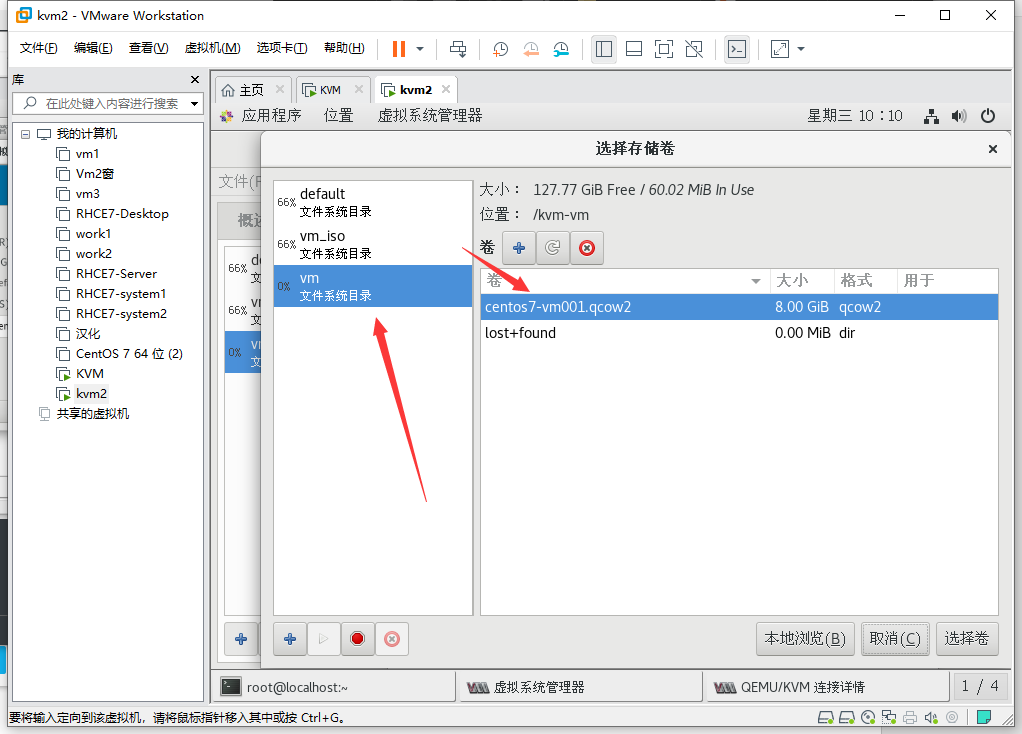 kvm2 - VMware Workstation
文件(F) 编辑(E) 查看(V) 虚拟机(M) 选项卡(T) 帮助(H)
库
在此处键入内容进行搜索
我的计算机
vm1
Vm2窗
vm3
RHCE7-Desktop
work1
work2
RHCE7-Server
RHCE7-system1
RHCE7-system2
汉化
CentOS 7 64 位 (2)
KVM
kvm2
共享的虚拟机
主页 KVM kvm2
应用程序 位置 虚拟系统管理器 星期三 10：10
选择存储卷
文件(F
概述
66% de
文
66% vm
文
0% vm
文
66% default
文件系统目录
66% vm_iso
文件系统目录
0% vm
文件系统目录
大小： 127.77 GiB Free / 60.02 MiB In Use
位置： /kvm-vm
卷
卷 大小 格式 用于
centos7-vm001.qcow2 8.00 GiB qcow2
lost+found 0.00 MiB dir
本地浏览(B) 取消(C) 选择卷
root@localhost:~ 虚拟系统管理器 QEMU/KVM 连接详情 1 / 4
要将输入定向到该虚拟机，请将鼠标指针移入其中或按 Ctrl+G。